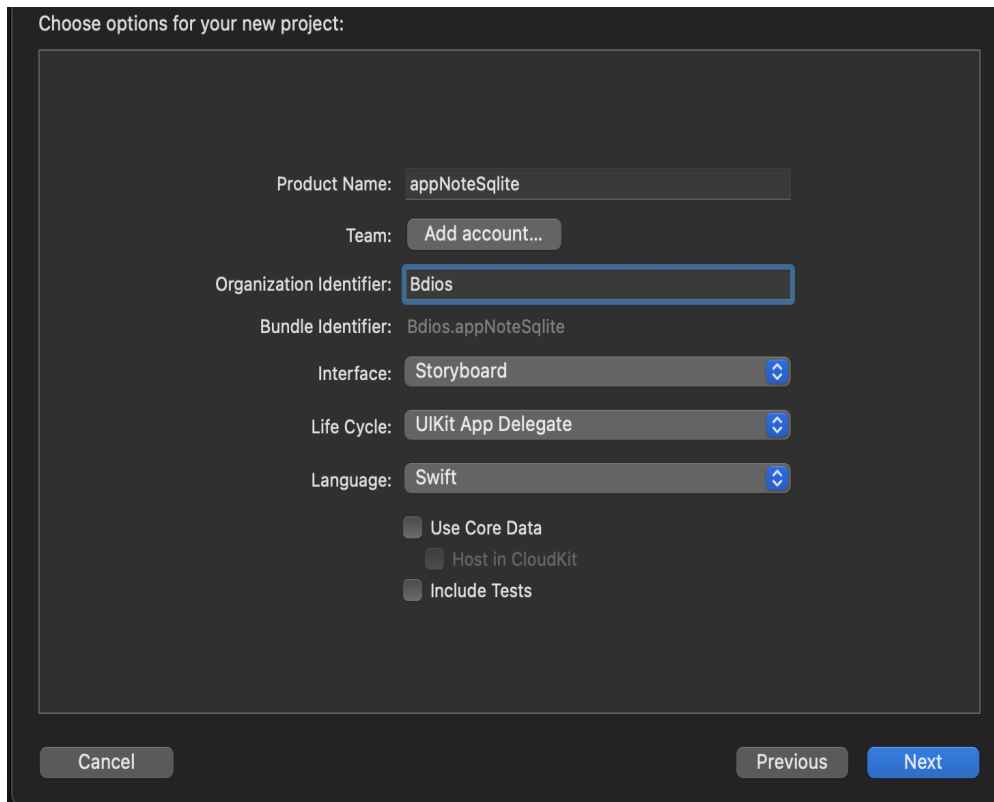 Choose options for your new project:
Product Name: appNoteSqlite
Team: Add account...
Organization Identifier: Bdios
Bundle Identifier: Bdios.appNoteSqlite
Interface: Storyboard
Life Cycle: UIKit App Delegate
Language: Swift
Use Core Data
Host in CloudKit
Include Tests
Cancel Previous Next